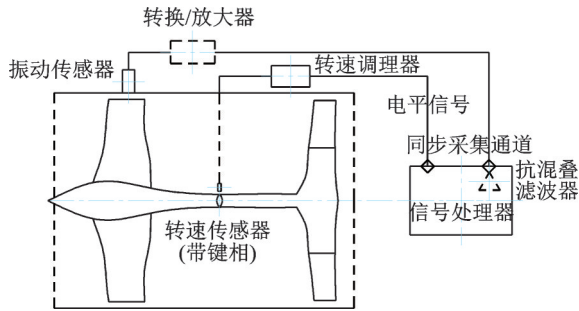 转换/放大器
振动传感器
转速调理器
电平信号
同步采集通道
抗混叠
滤波器
信号处理器
转速传感器
(带键相)